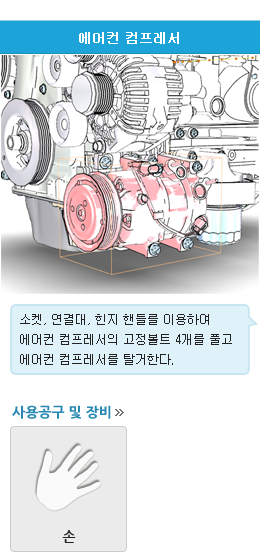 에어컨 컴프레서
소켓, 연결대, 힌지 핸들을 이용하여
에어컨 컴프레서의 고정볼트 4개를 풀고
에어컨 컴프레서를 탈거한다.
사용공구 및 장비 »
손